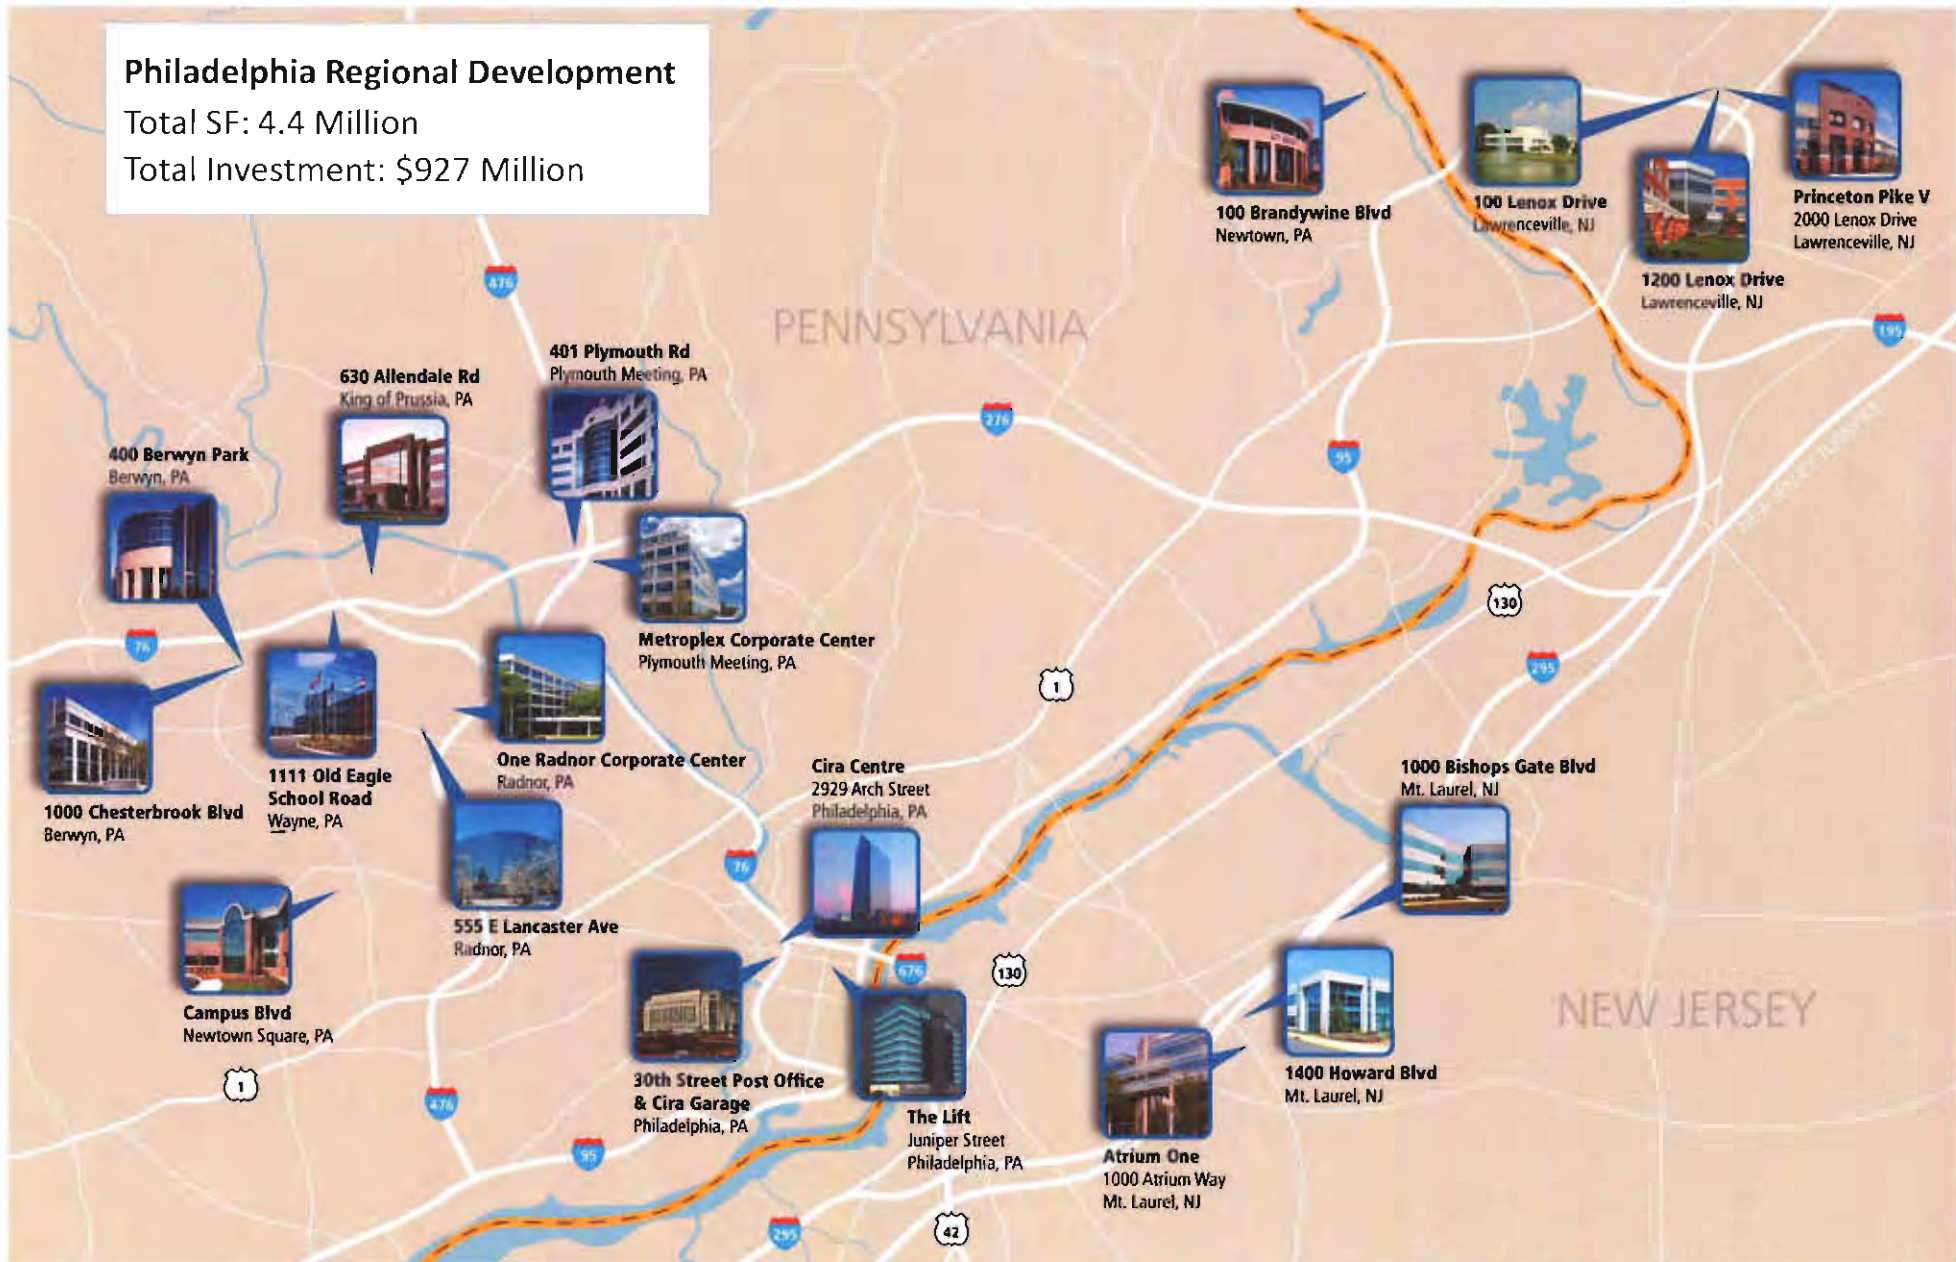 Philadelphia Regional Development
Total SF: 4.4 Million
Total Investment: $927 Million
100 Brandywine Blvd
Newtown, PA
100 Lenox Drive
Lawrenceville, NJ
Princeton Pike V
2000 Lenox Drive
Lawrenceville, NJ
1200 Lenox Drive
Lawrenceville, NJ
476
PENNSYLVANIA
195
401 Plymouth Rd
Plymouth Meeting, PA
630 Allendale Rd
King of Prussia, PA
276
95
NEW JERSEY TURNPIKE
400 Berwyn Park
Berwyn, PA
130
Metroplex Corporate Center
Plymouth Meeting, PA
76
295
1
One Radnor Corporate Center
Radnor, PA
1111 Old Eagle
School Road
Wayne, PA
1000 Chesterbrook Blvd
Berwyn, PA
Cira Centre
2929 Arch Street
Philadelphia, PA
1000 Bishops Gate Blvd
Mt. Laurel, NJ
76
555 E Lancaster Ave
Radnor, PA
676
130
Campus Blvd
Newtown Square, PA
NEW JERSEY
1
476
30th Street Post Office
& Cira Garage
Philadelphia, PA
1400 Howard Blvd
Mt. Laurel, NJ
The Lift
Juniper Street
Philadelphia, PA
95
Atrium One
1000 Atrium Way
Mt. Laurel, NJ
295
42